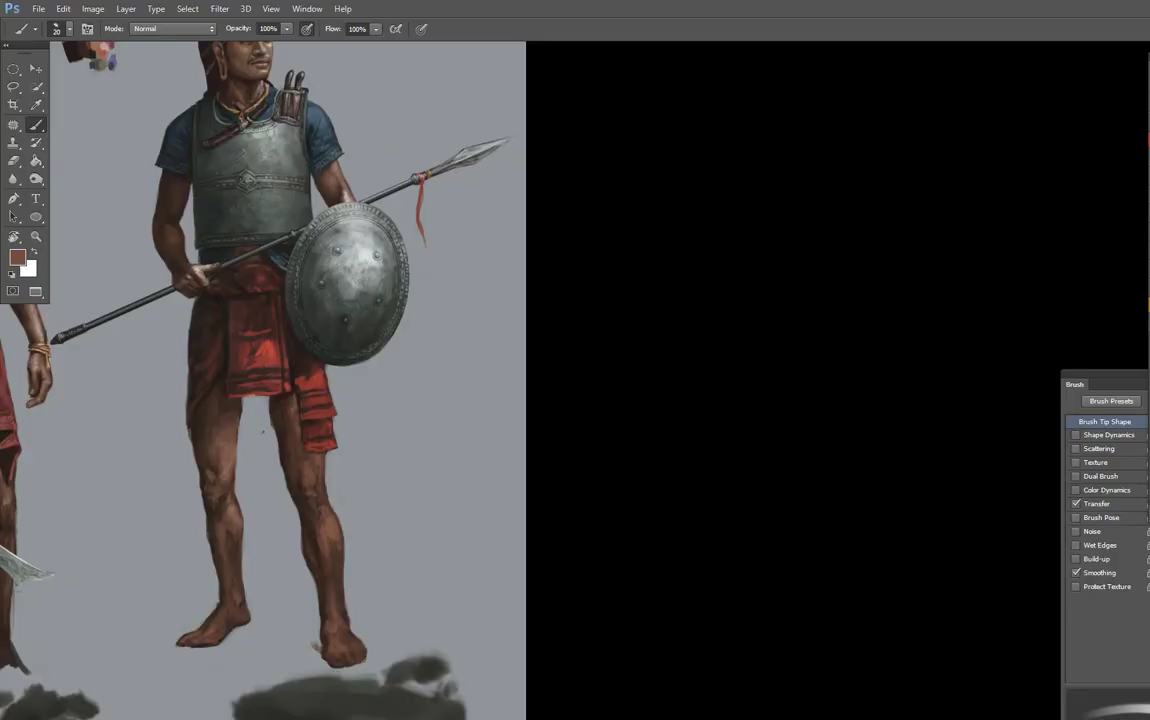 Ps File Edit Image Layer Type Select Filter 3D View Window Help
20 Mode: Normal Opacity: 100% Flow: 100%
Brush
Brush Presets
Brush Tip Shape
Shape Dynamics
Scattering
Texture
Dual Brush
Color Dynamics
Transfer
Brush Pose
Noise
Wet Edges
Build-up
Smoothing
Protect Texture